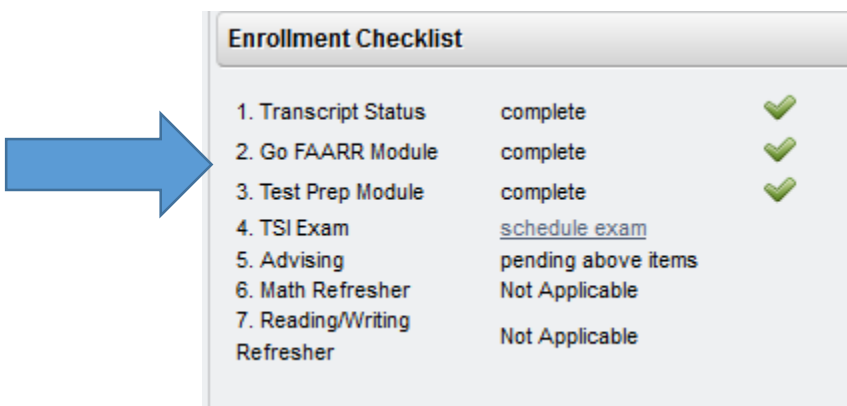 Enrollment Checklist
1. Transcript Status complete
2. Go FAARR Module complete
3. Test Prep Module complete
4. TSI Exam schedule exam
5. Advising pending above items
6. Math Refresher Not Applicable
7. Reading/Writing
Refresher Not Applicable